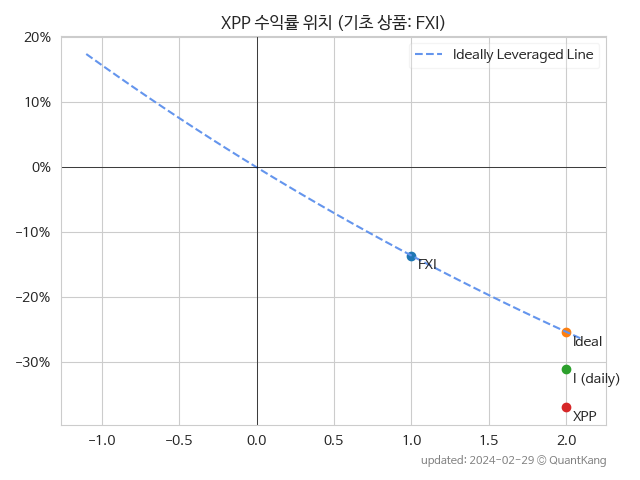 XPP 수익률 위치 (기초 상품: FXI)
Ideally Leveraged Line
20%
10%
0%
−10%
−20%
−30%
FXI
Ideal
I (daily)
XPP
−1.0 −0.5 0.0 0.5 1.0 1.5 2.0
updated: 2024-02-29 © QuantKang